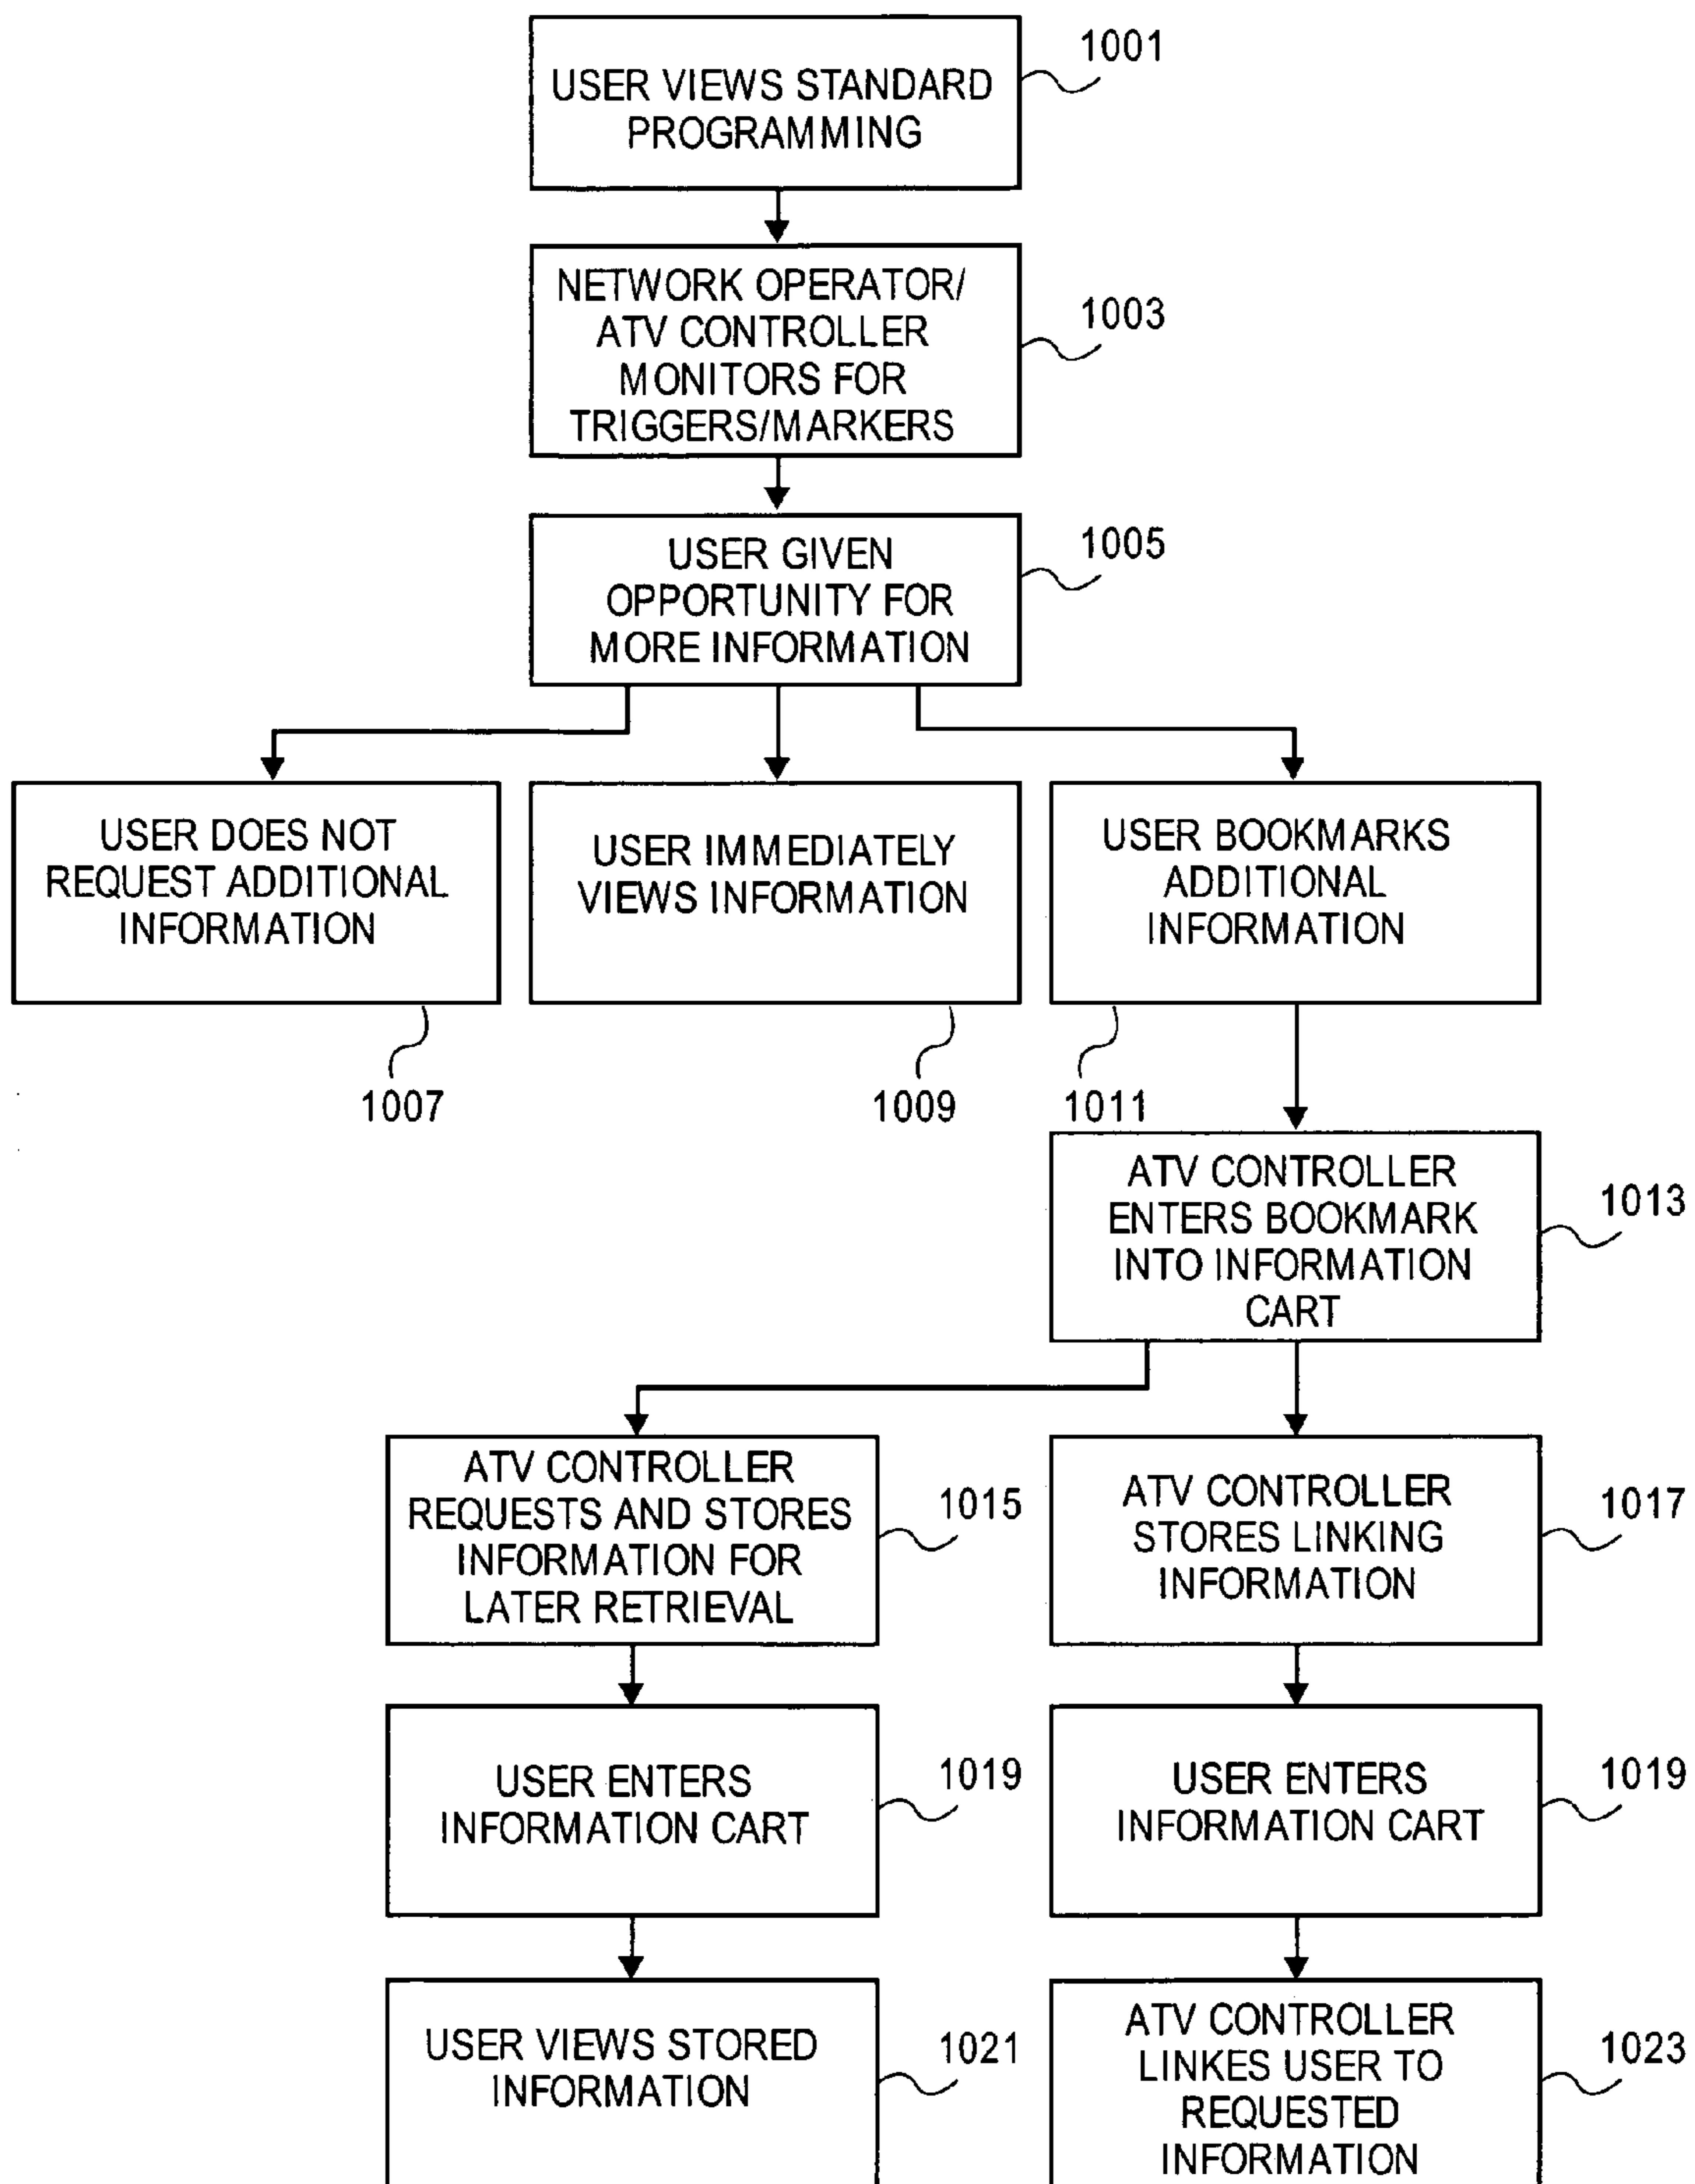 1001
USER VIEWS STANDARD
PROGRAMMING
NETWORK OPERATOR/
ATV CONTROLLER
MONITORS FOR
TRIGGERS/MARKERS
1003
USER GIVEN
OPPORTUNITY FOR
MORE INFORMATION
1005
USER DOES NOT
REQUEST ADDITIONAL
INFORMATION
1007
USER IMMEDIATELY
VIEWS INFORMATION
1009
USER BOOKMARKS
ADDITIONAL
INFORMATION
1011
ATV CONTROLLER
ENTERS BOOKMARK
INTO INFORMATION
CART
1013
ATV CONTROLLER
REQUESTS AND STORES
INFORMATION FOR
LATER RETRIEVAL
1015
ATV CONTROLLER
STORES LINKING
INFORMATION
1017
USER ENTERS
INFORMATION CART
1019
USER ENTERS
INFORMATION CART
1019
USER VIEWS STORED
INFORMATION
1021
ATV CONTROLLER
LINKES USER TO
REQUESTED
INFORMATION
1023